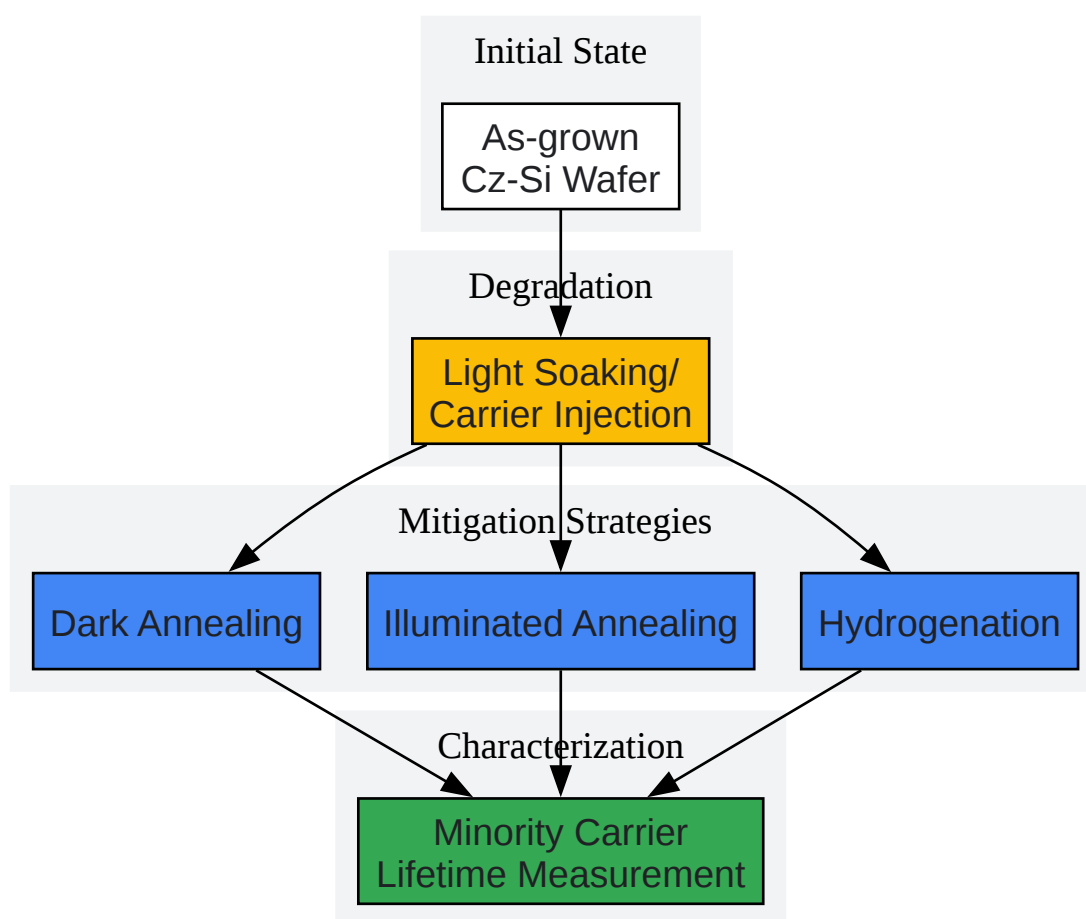 Initial State
As-grown
Cz-Si Wafer
Degradation
Light Soaking/
Carrier Injection
Mitigation Strategies
Dark Annealing
Illuminated Annealing
Hydrogenation
Characterization
Minority Carrier
Lifetime Measurement